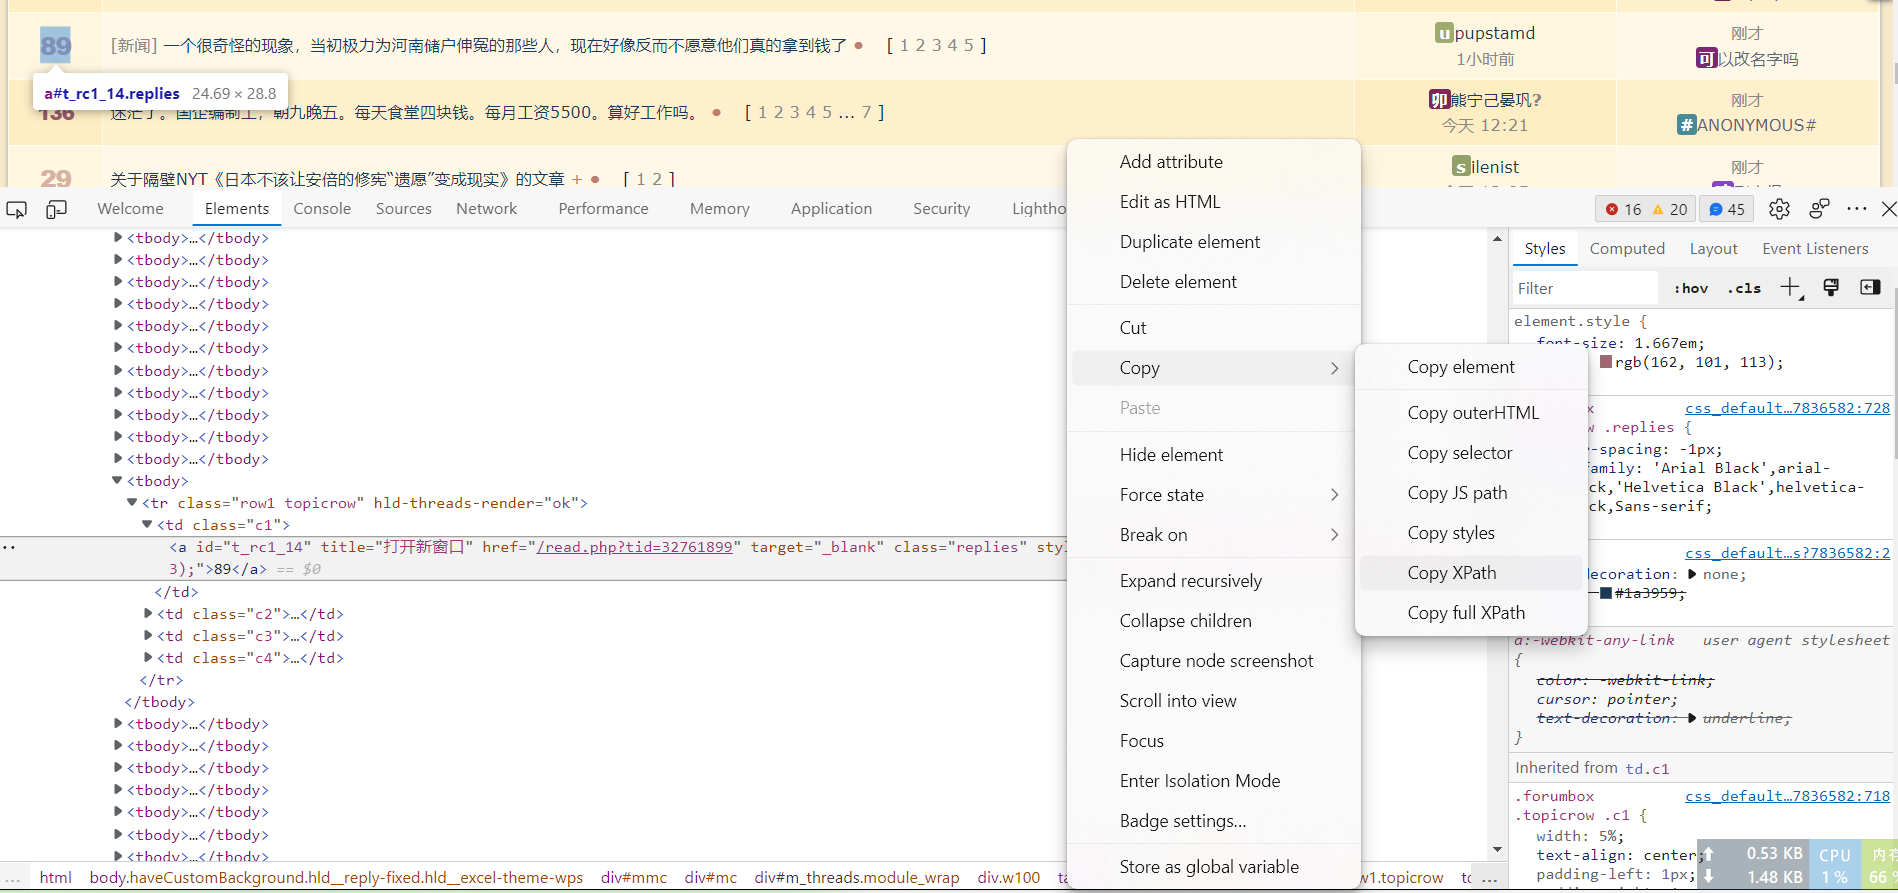 89 [新闻] 一个很奇怪的现象，当初极力为河南储户伸冤的那些人，现在好像反而不愿意他们真的拿到钱了 [ 1 2 3 4 5 ] upupstamd 刚才
1小时前 可以改名字吗
a#t_rc1_14.replies 24.69 × 28.8
136 迷茫了。国企编制工，朝九晚五。每天食堂四块钱。每月工资5500。算好工作吗。 [ 1 2 3 4 5 ... 7 ] 卯熊宁己晏巩? 刚才
今天 12:21 #ANONYMOUS#
29 关于隔壁NYT《日本不该让安倍的修宪“遗愿”变成现实》的文章 + [ 1 2 ] silenist 刚才
Welcome Elements Console Sources Network Performance Memory Application Security Lightho 16 20 45
<tbody>…</tbody>
<tbody>…</tbody>
<tbody>…</tbody>
<tbody>…</tbody>
<tbody>…</tbody>
<tbody>…</tbody>
<tbody>…</tbody>
<tbody>…</tbody>
<tbody>…</tbody>
<tbody>…</tbody>
<tbody>…</tbody>
<tbody>
<tr class="row1 topicrow" hld-threads-render="ok">
<td class="c1">
<a id="t_rc1_14" title="打开新窗口" href="/read.php?tid=32761899" target="_blank" class="replies" sty
3);">89</a> == $0
</td>
<td class="c2">…</td>
<td class="c3">…</td>
<td class="c4">…</td>
</tr>
</tbody>
<tbody>…</tbody>
<tbody>…</tbody>
<tbody>…</tbody>
<tbody>…</tbody>
<tbody>…</tbody>
<tbody>…</tbody>
<tbody>…</tbody>
... html body.haveCustomBackground.hld__reply-fixed.hld__excel-theme-wps div#mmc div#mc div#m_threads.module_wrap div.w100 ta w1.topicrow ...
Add attribute
Edit as HTML
Duplicate element
Delete element
Cut
Copy
Paste
Hide element
Force state
Break on
Expand recursively
Collapse children
Capture node screenshot
Scroll into view
Focus
Enter Isolation Mode
Badge settings...
Store as global variable
Copy element
Copy outerHTML
Copy selector
Copy JS path
Copy styles
Copy XPath
Copy full XPath
Styles Computed Layout Event Listeners
Filter :hov .cls
element.style {
font-size: 1.667em;
rgb(162, 101, 113);
css_default…7836582:728
.replies {
-spacing: -1px;
family: 'Arial Black',arial-
ck,'Helvetica Black',helvetica-
ck,Sans-serif;
css_default…s?7836582:2
ecoration: none;
#1a3959;
a:-webkit-any-link user agent stylesheet
{
color: -webkit-link;
cursor: pointer;
text-decoration: underline;
}
Inherited from td.c1
.forumbox css_default…7836582:718
.topicrow .c1 {
width: 5%;
text-align: center;
padding-left: 1px;
0.53 KB CPU 内存
1.48 KB 1 % 66 %